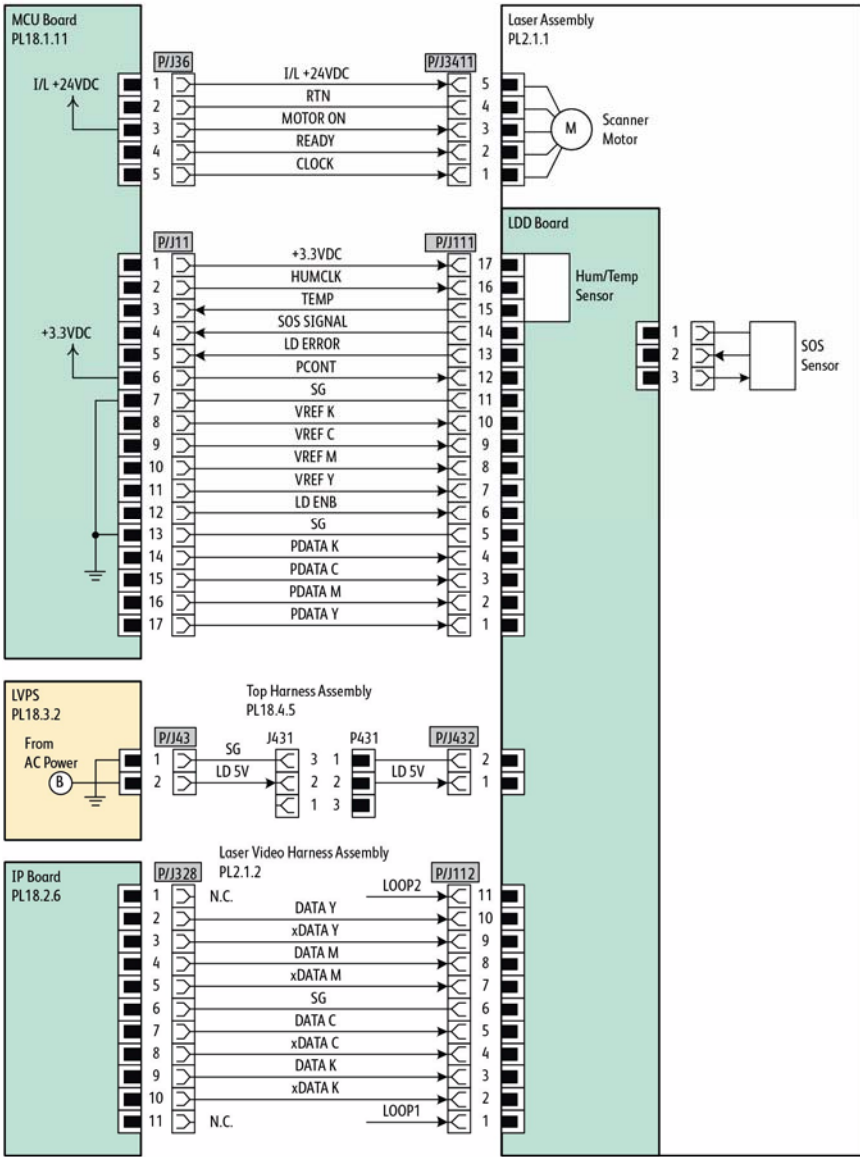 MCU Board
PL18.1.11
Laser Assembly
PL2.1.1
P/J36
P/J3411
I/L +24VDC
1 I/L +24VDC 5
2 RTN 4
3 MOTOR ON 3
4 READY 2
5 CLOCK 1
M
Scanner
Motor
LDD Board
P/J11
P/J111
+3.3VDC
1 +3.3VDC 17
2 HUMCLK 16
3 TEMP 15
4 SOS SIGNAL 14
5 LD ERROR 13
6 PCONT 12
7 SG 11
8 VREF K 10
9 VREF C 9
10 VREF M 8
11 VREF Y 7
12 LD ENB 6
13 SG 5
14 PDATA K 4
15 PDATA C 3
16 PDATA M 2
17 PDATA Y 1
Hum/Temp
Sensor
1
2
3
SOS
Sensor
LVPS
PL18.3.2
From
AC Power
B
Top Harness Assembly
PL18.4.5
P/J43 J431 P431 P/J432
1 SG 3 1 2
2 LD 5V 2 2 LD 5V 1
1 3
IP Board
PL18.2.6
Laser Video Harness Assembly
PL2.1.2
P/J328
P/J112
1 N.C. LOOP2 11
2 DATA Y 10
3 xDATA Y 9
4 DATA M 8
5 xDATA M 7
6 SG 6
7 DATA C 5
8 xDATA C 4
9 DATA K 3
10 xDATA K 2
11 N.C. LOOP1 1